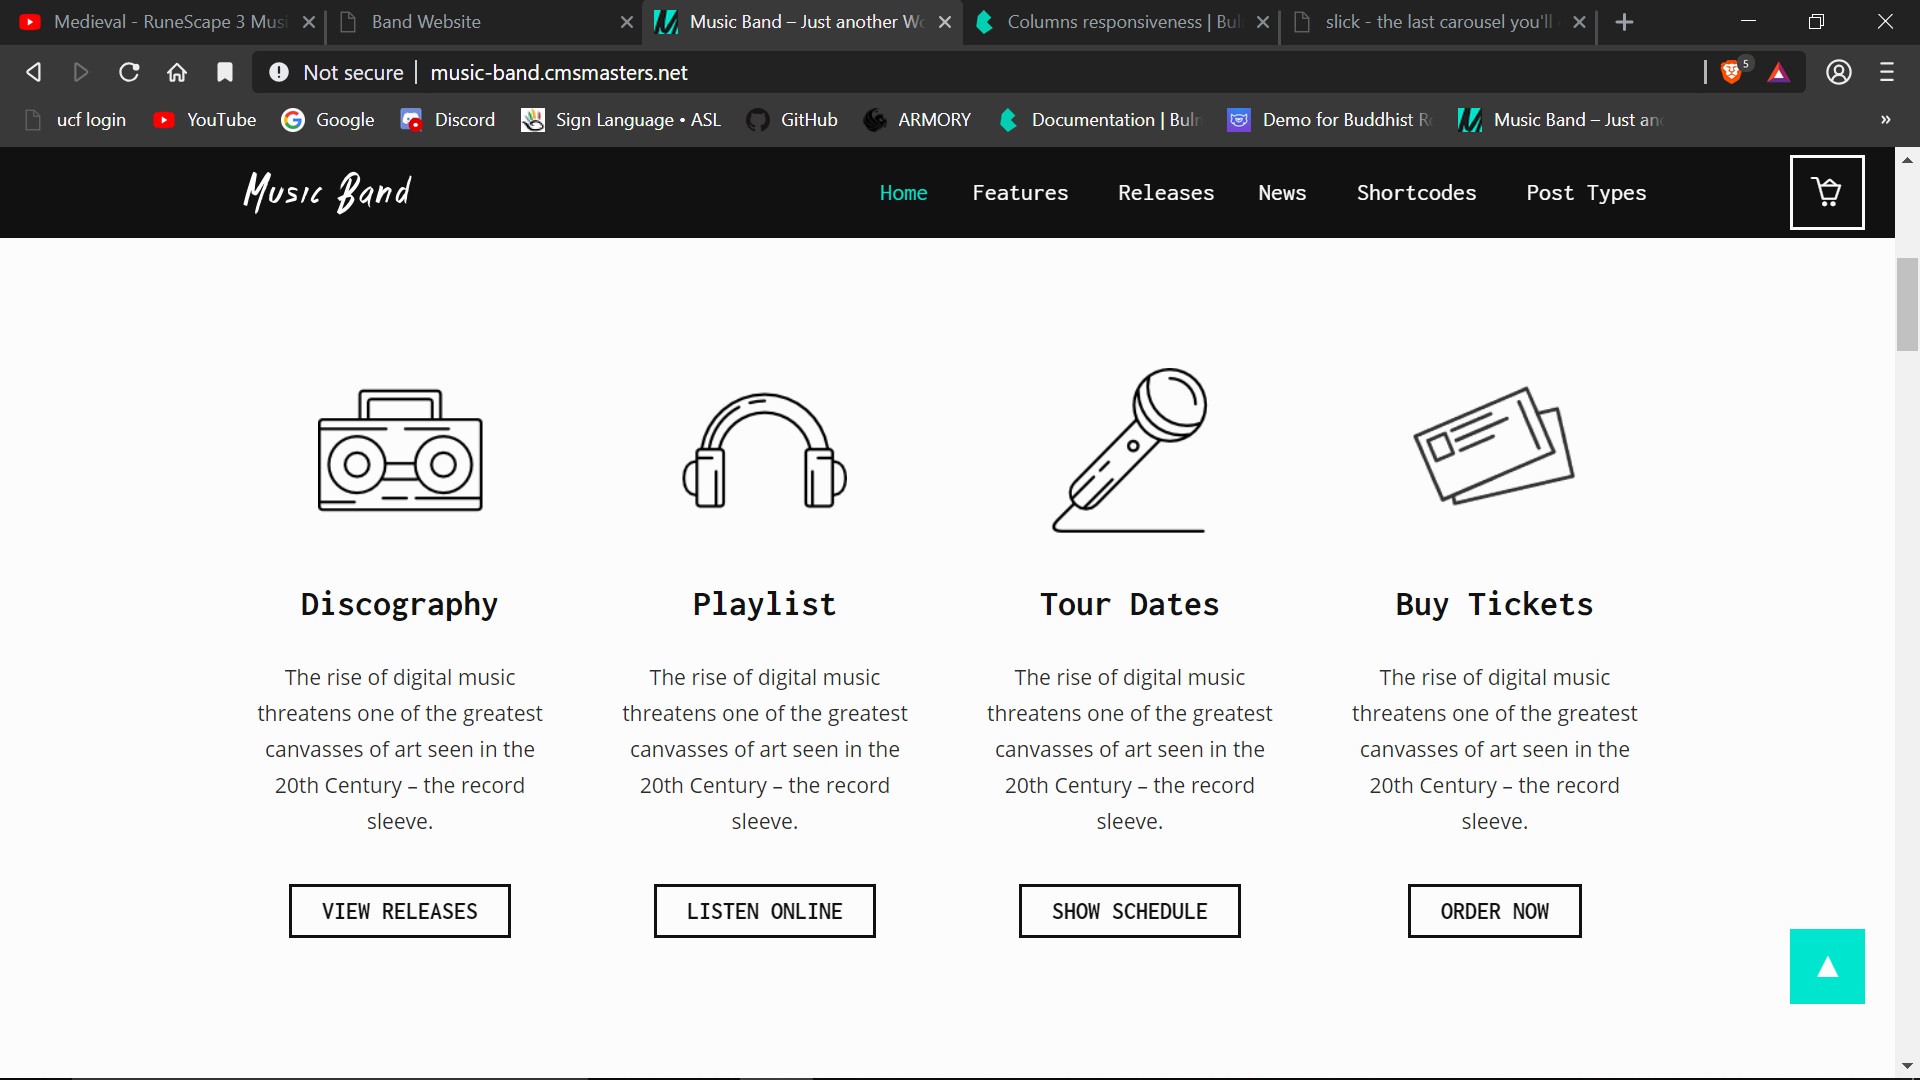 Medieval - RuneScape 3 Musi
Band Website
Music Band – Just another Wo
Columns responsiveness | Bul
slick - the last carousel you'll
Not secure
music-band.cmsmasters.net
5
ucf login
YouTube
Google
Discord
Sign Language • ASL
GitHub
ARMORY
Documentation | Buln
Demo for Buddhist Re
Music Band – Just an
»
Music Band
Home
Features
Releases
News
Shortcodes
Post Types
Discography
The rise of digital music
threatens one of the greatest
canvasses of art seen in the
20th Century – the record
sleeve.
VIEW RELEASES
Playlist
The rise of digital music
threatens one of the greatest
canvasses of art seen in the
20th Century – the record
sleeve.
LISTEN ONLINE
Tour Dates
The rise of digital music
threatens one of the greatest
canvasses of art seen in the
20th Century – the record
sleeve.
SHOW SCHEDULE
Buy Tickets
The rise of digital music
threatens one of the greatest
canvasses of art seen in the
20th Century – the record
sleeve.
ORDER NOW